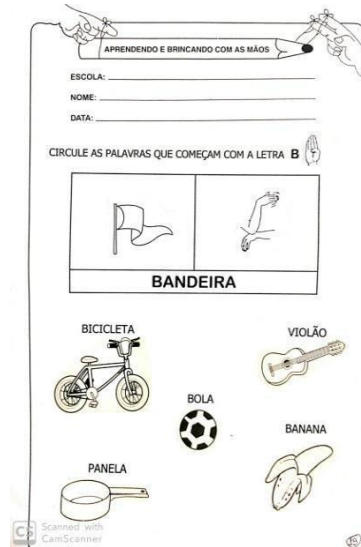 APRENDENDO E BRINCANDO COM AS MÃOS
ESCOLA:
NOME:
DATA:
CIRCULE AS PALAVRAS QUE COMEÇAM COM A LETRA B
BANDEIRA
BICICLETA
VIOLÃO
BOLA
BANANA
PANELA
CS Scanned with
CamScanner